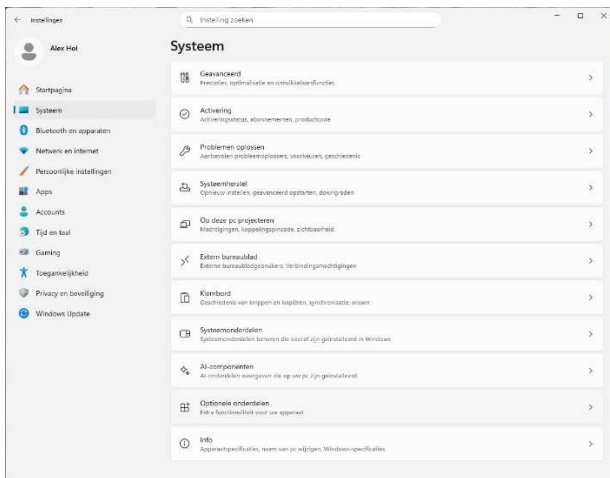 Instellingen
Instelling zoeken
Alex Hol
Systeem
Startpagina
Systeem
Bluetooth en apparaten
Netwerk en internet
Persoonlijke instellingen
Apps
Accounts
Tijd en taal
Gaming
Toegankelijkheid
Privacy en beveiliging
Windows Update
Geavanceerd
Prestaties, optimalisatie en ontwikkelaarsfuncties
Activering
Activeringsstatus, abonnementen, productcode
Problemen oplossen
Aanbevolen probleemoplossers, voorkeuren, geschiedenis
Systeemherstel
Opnieuw instellen, geavanceerd opstarten, downgraden
Op deze pc projecteren
Machtigingen, koppelingspincode, zichtbaarheid
Extern bureaublad
Externe bureaubladgebruikers, Verbindingsmachtigingen
Klembord
Geschiedenis van knippen en kopiëren, synchronisatie, wissen
Systeemonderdelen
Systeemonderdelen beheren die vooraf zijn geïnstalleerd in Windows
AI-componenten
AI-onderdelen weergeven die op uw pc zijn geïnstalleerd
Optionele onderdelen
Extra functionaliteit voor uw apparaat
Info
Apparaatspecificaties, naam van pc wijzigen, Windows-specificaties